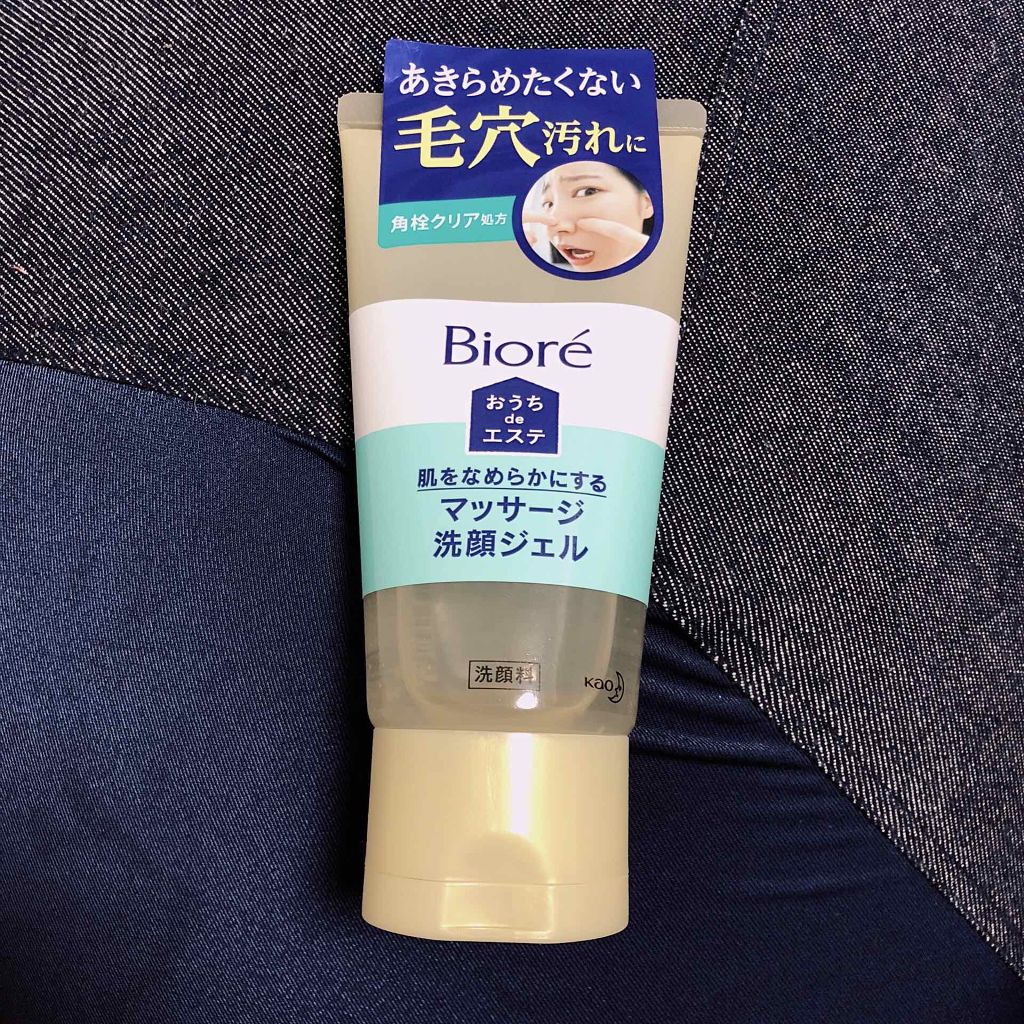 あきらめたくない
毛穴汚れに
角栓クリア処方
Bioré
おうち
de
エステ
肌をなめらかにする
マッサージ
洗顔ジェル
洗顔料
Kao